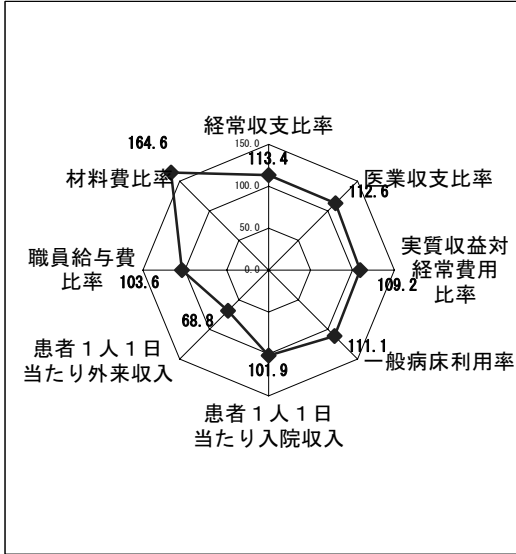 経常収支比率
150.0
113.4
100.0
50.0
0.0
医業収支比率
112.6
実質収益対
経常費用
比率
109.2
一般病床利用率
111.1
患者１人１日
当たり入院収入
101.9
患者１人１日
当たり外来収入
68.8
職員給与費
比率
103.6
材料費比率
164.6